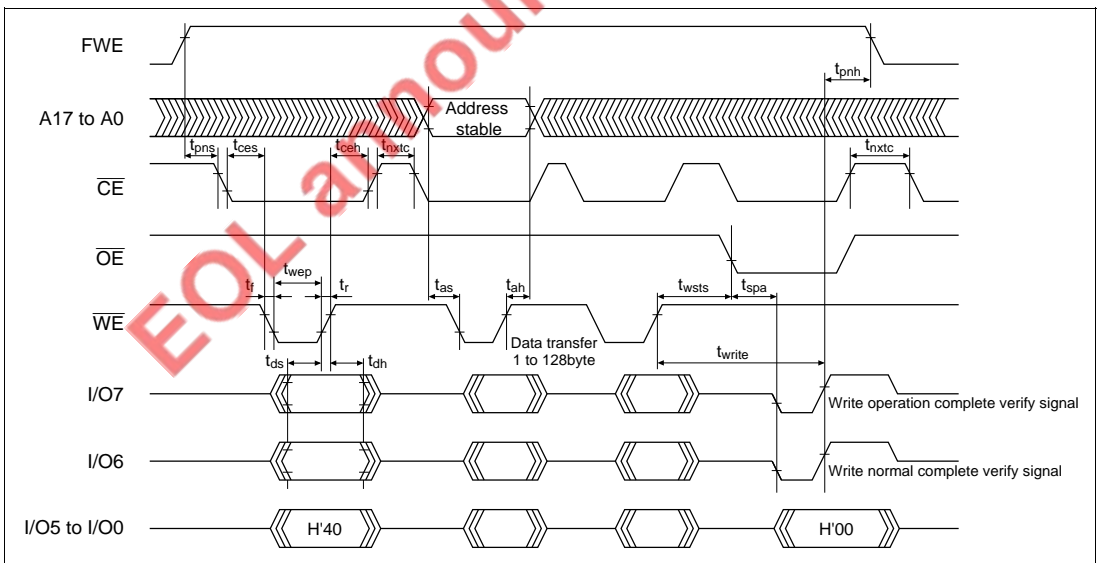 FWE
tpnh
A17 to A0
Address
stable
tpns
tces
tceh
tnxtc
tnxtc
CE
OE
twep
tf
tr
tas
tah
twsts
tspa
WE
Data transfer
1 to 128byte
twrite
tds
tdh
I/O7
Write operation complete verify signal
I/O6
Write normal complete verify signal
I/O5 to I/O0
H'40
H'00
EOL annou